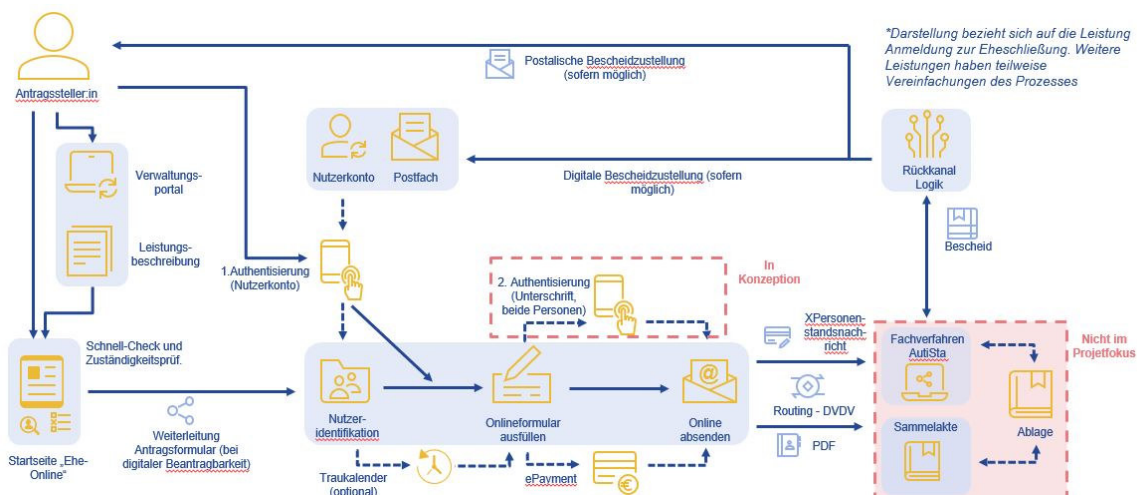 *Darstellung bezieht sich auf die Leistung
Anmeldung zur Eheschließung. Weitere
Leistungen haben teilweise
Vereinfachungen des Prozesses
Postalische Bescheidzustellung
(sofern möglich)
Antragssteller:in
Nutzerkonto
Postfach
Digitale Bescheidzustellung (sofern
möglich)
Rückkanal
Logik
Verwaltungs-
portal
Leistungs-
beschreibung
Bescheid
1.Authentisierung
(Nutzerkonto)
2. Authentisierung
(Unterschrift,
beide Personen)
In
Konzeption
Schnell-Check und
Zuständigkeitsprüf.
XPersonen-
standsnach-
richt
Fachverfahren
AutiSta
Nicht im
Projetfokus
Nutzer-
identifikation
Onlineformular
ausfüllen
@
Online
absenden
Routing - DVDV
PDF
Sammelakte
Ablage
Weiterleitung
Antragsformular (bei
digitaler Beantragbarkeit)
Startseite „Ehe-
Online“
Traukalender
(optional)
ePayment
€